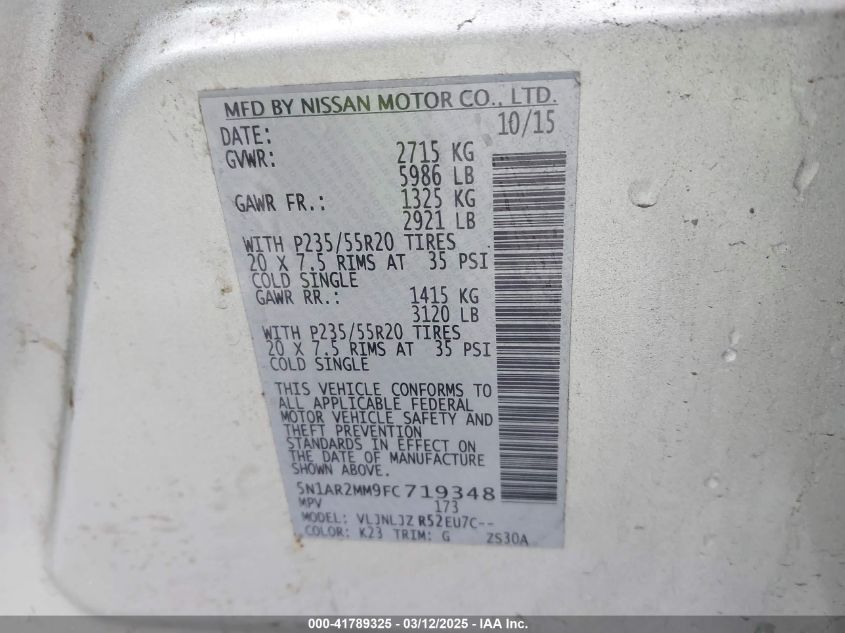 MFD BY NISSAN MOTOR CO., LTD.
DATE: 10/15
GVWR: 2715 KG
5986 LB
GAWR FR.: 1325 KG
2921 LB
WITH P235/55R20 TIRES
20 X 7.5 RIMS AT 35 PSI
COLD SINGLE
GAWR RR.: 1415 KG
3120 LB
WITH P235/55R20 TIRES
20 X 7.5 RIMS AT 35 PSI
COLD SINGLE
THIS VEHICLE CONFORMS TO
ALL APPLICABLE FEDERAL
MOTOR VEHICLE SAFETY AND
THEFT PREVENTION
STANDARDS IN EFFECT ON
THE DATE OF MANUFACTURE
SHOWN ABOVE.
5N1AR2MM9FC719348
MPV 173
MODEL: VLJNLJZ R52EU7C--
COLOR: K23 TRIM: G ZS30A
000-41789325 - 03/12/2025 - IAA Inc.